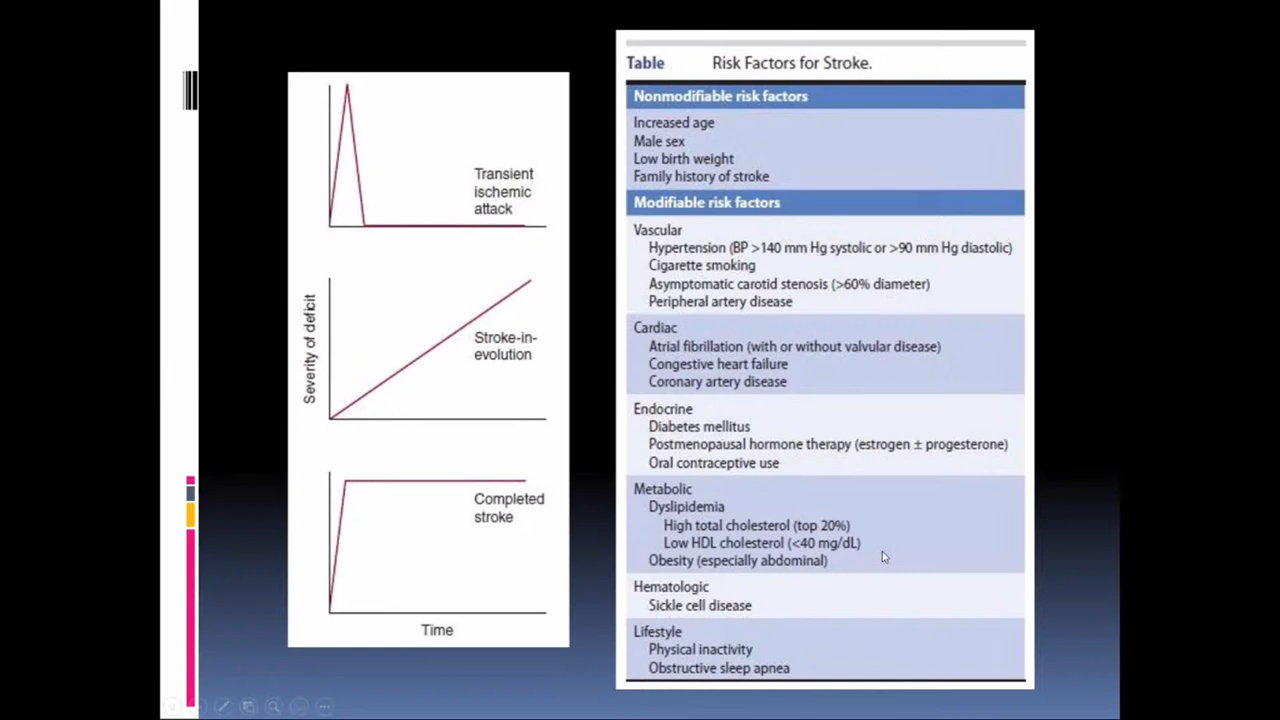 Transient
ischemic
attack
Severity of deficit
Stroke-in-
evolution
Completed
stroke
Time
Table Risk Factors for Stroke.
Nonmodifiable risk factors
Increased age
Male sex
Low birth weight
Family history of stroke
Modifiable risk factors
Vascular
Hypertension (BP >140 mm Hg systolic or >90 mm Hg diastolic)
Cigarette smoking
Asymptomatic carotid stenosis (>60% diameter)
Peripheral artery disease
Cardiac
Atrial fibrillation (with or without valvular disease)
Congestive heart failure
Coronary artery disease
Endocrine
Diabetes mellitus
Postmenopausal hormone therapy (estrogen ± progesterone)
Oral contraceptive use
Metabolic
Dyslipidemia
High total cholesterol (top 20%)
Low HDL cholesterol (<40 mg/dL)
Obesity (especially abdominal)
Hematologic
Sickle cell disease
Lifestyle
Physical inactivity
Obstructive sleep apnea